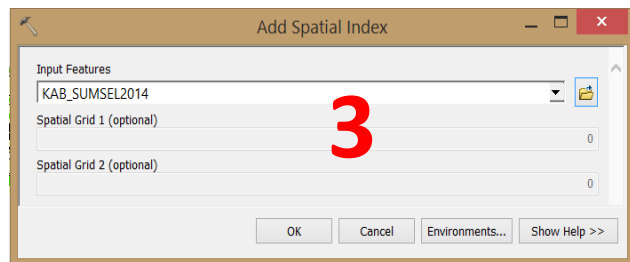 Add Spatial Index
Input Features
KAB_SUMSEL2014
3
Spatial Grid 1 (optional)
0
Spatial Grid 2 (optional)
0
OK Cancel Environments... Show Help >>